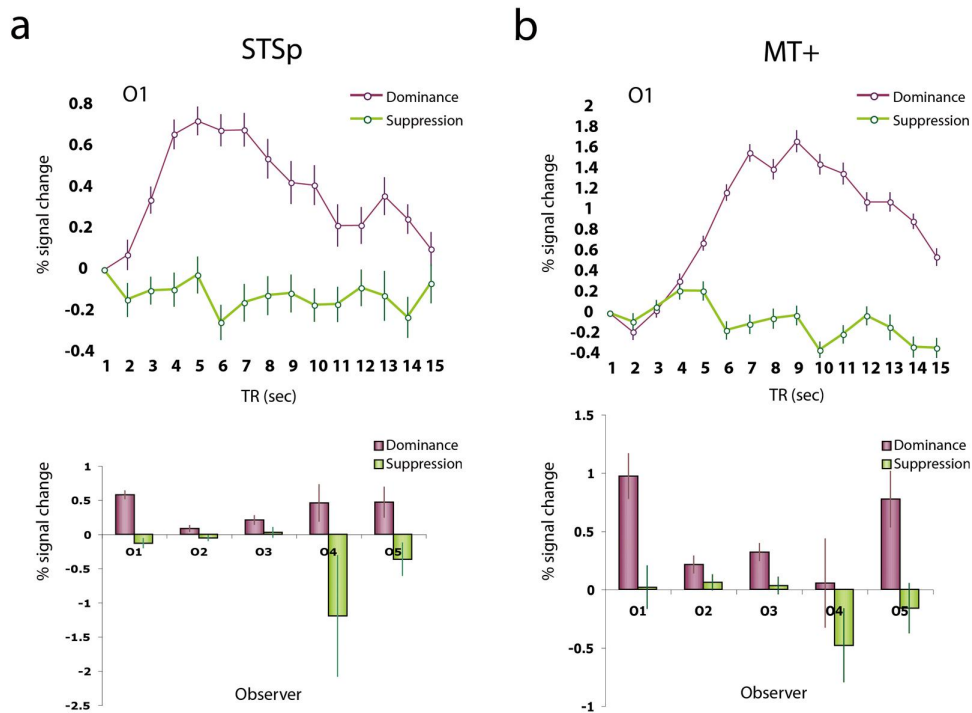 a
STSp
O1
Dominance
Suppression
% signal change
0.8
0.6
0.4
0.2
0
-0.2
-0.4
1 2 3 4 5 6 7 8 9 10 11 12 13 14 15
TR (sec)
Dominance
Suppression
% signal change
1
0.5
0
-0.5
-1
-1.5
-2
-2.5
O1 O2 O3 O4 O5
Observer
b
MT+
O1
Dominance
Suppression
% signal change
2
1.8
1.6
1.4
1.2
1
0.8
0.6
0.4
0.2
0
-0.2
-0.4
1 2 3 4 5 6 7 8 9 10 11 12 13 14 15
TR (sec)
Dominance
Suppression
% signal change
1.5
1
0.5
0
-0.5
-1
O1 O2 O3 O4 O5
Observer